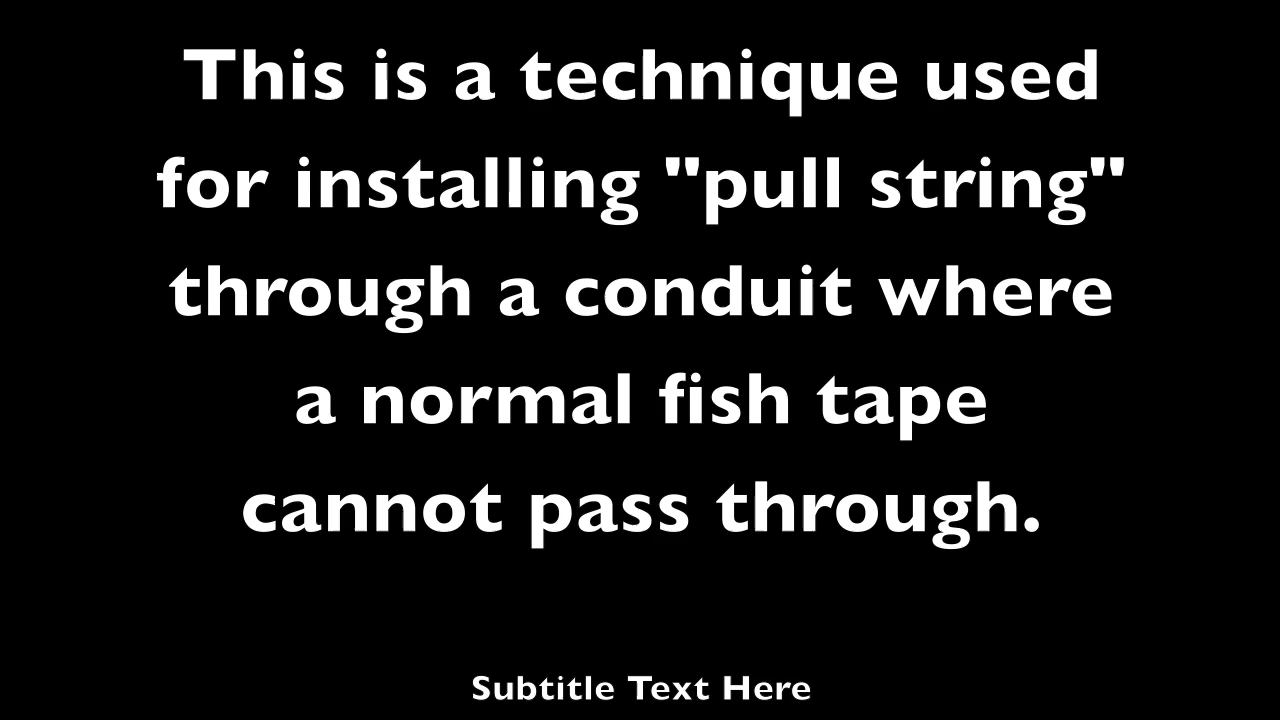 This is a technique used
for installing "pull string"
through a conduit where
a normal fish tape
cannot pass through.
Subtitle Text Here